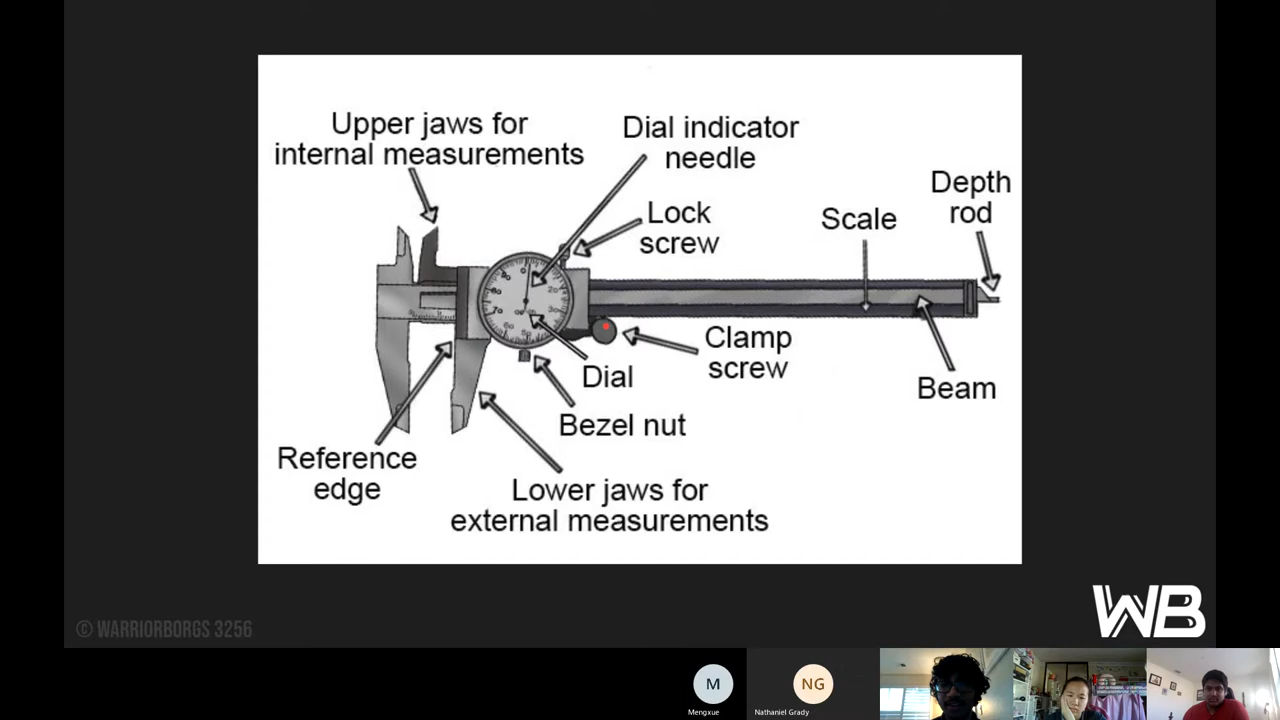 Upper jaws for
internal measurements
Dial indicator
needle
Lock
screw
Scale
Depth
rod
Clamp
screw
Dial
Bezel nut
Beam
Reference
edge
Lower jaws for
external measurements
© WARRIORBORGS 3256
WB
M
Mengxue
NG
Nathaniel Grady